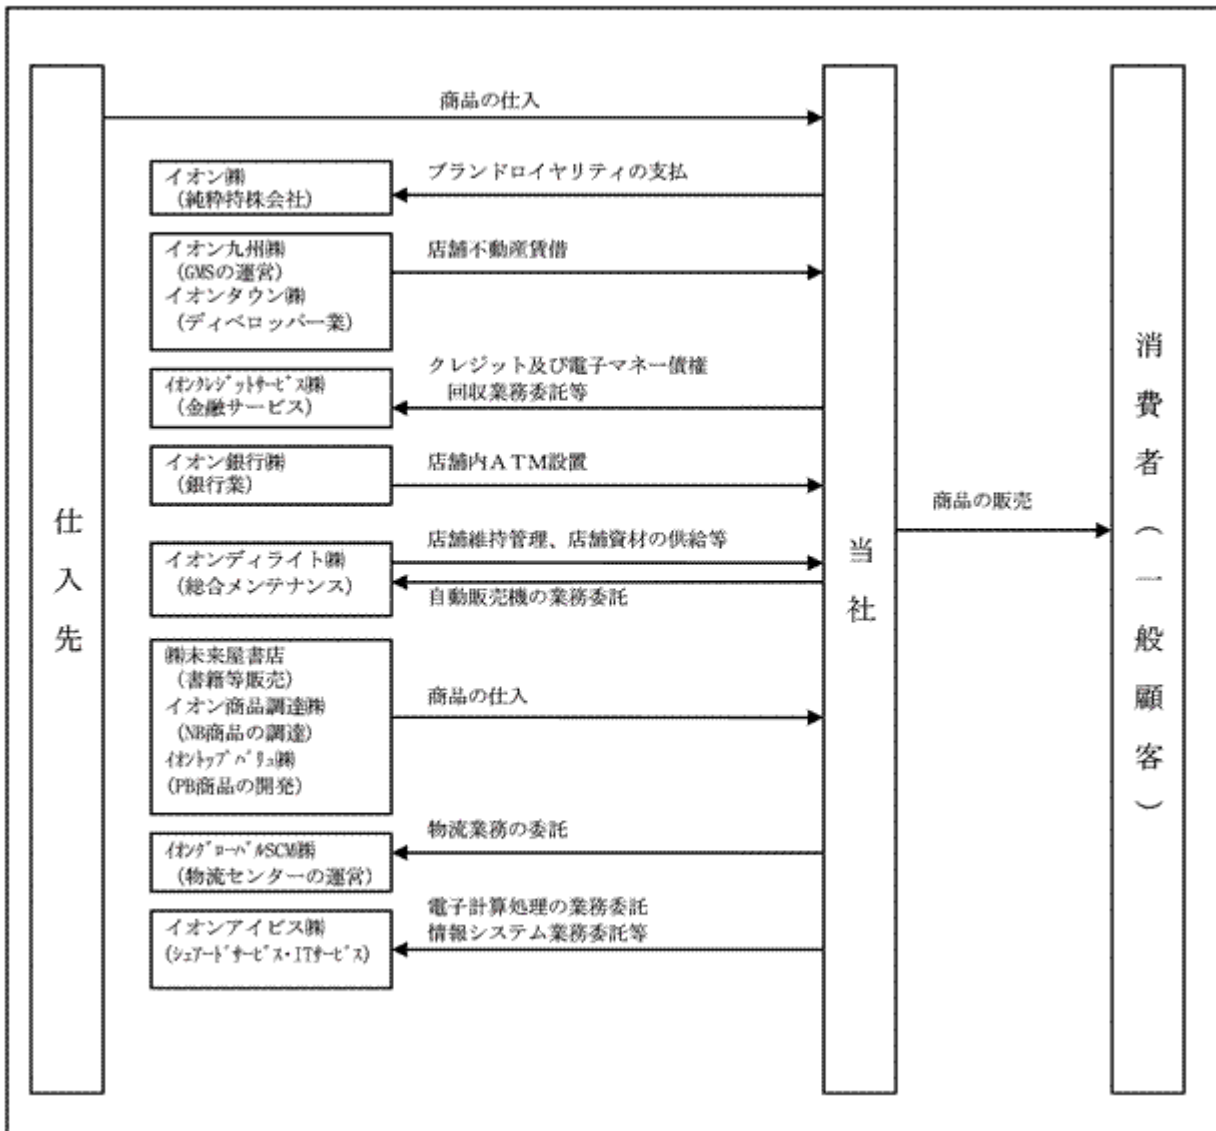 仕入先
商品の仕入
イオン㈱
(純粋持株会社)
ブランドロイヤリティの支払
イオン九州㈱
(GMSの運営)
イオンタウン㈱
(ディベロッパー業)
店舗不動産賃借
ｲｵﾝｸﾚｼﾞｯﾄｻｰﾋﾞｽ㈱
(金融サービス)
クレジット及び電子マネー債権
回収業務委託等
イオン銀行㈱
(銀行業)
店舗内ＡＴＭ設置
イオンディライト㈱
(総合メンテナンス)
店舗維持管理、店舗資材の供給等
自動販売機の業務委託
㈱未来屋書店
(書籍等販売)
イオン商品調達㈱
(NB商品の調達)
ｲｵﾝﾄｯﾌﾟﾊﾞﾘｭ㈱
(PB商品の開発)
商品の仕入
ｲｵﾝｸﾞﾛｰﾊﾞﾙSCM㈱
(物流センターの運営)
物流業務の委託
イオンアイビス㈱
(ｼｪｱｰﾄﾞｻｰﾋﾞｽ・ITｻｰﾋﾞｽ)
電子計算処理の業務委託
情報システム業務委託等
当社
商品の販売
消費者(一般顧客)